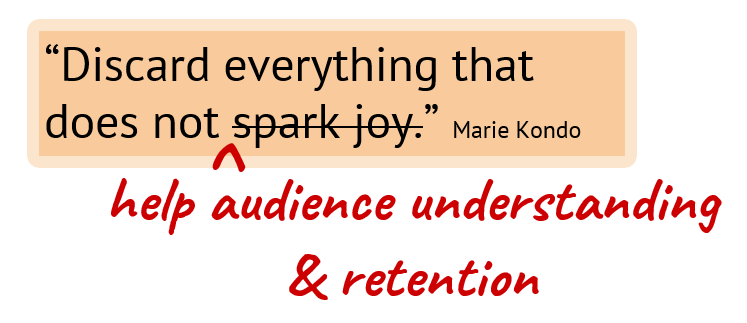 “Discard everything that
does not spark joy.” Marie Kondo
help audience understanding
& retention